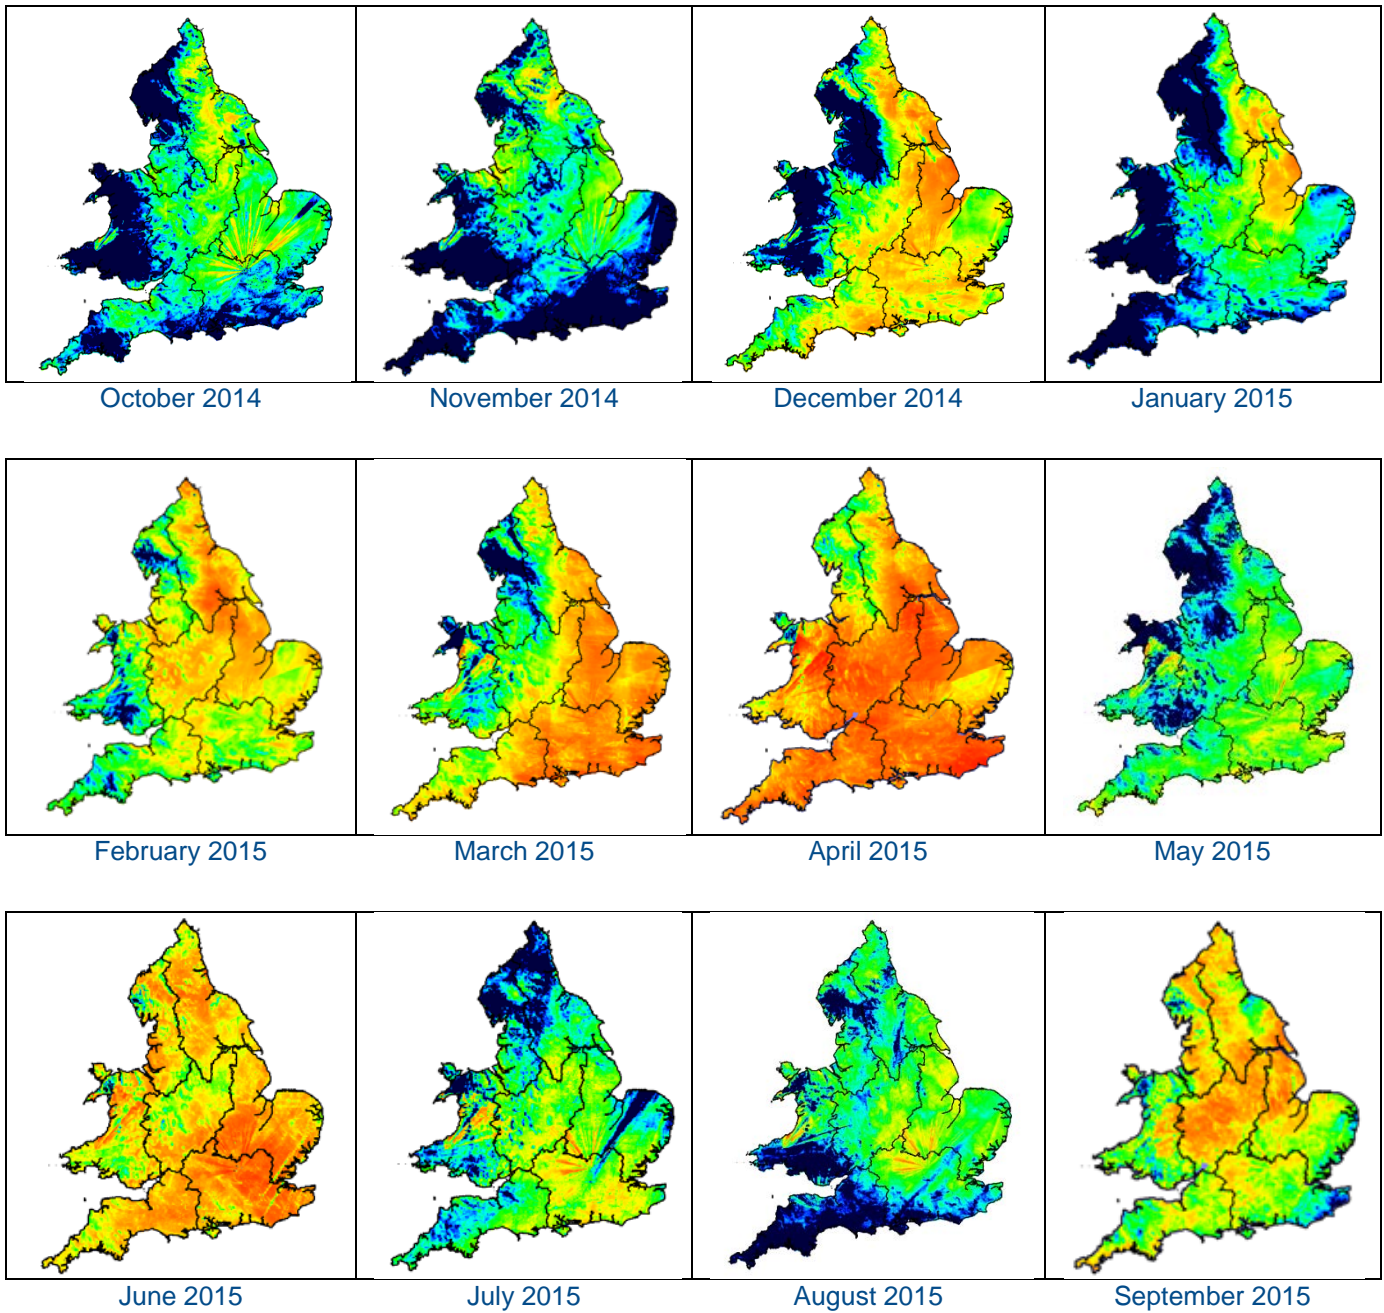 October 2014
November 2014
December 2014
January 2015
February 2015
March 2015
April 2015
May 2015
June 2015
July 2015
August 2015
September 2015